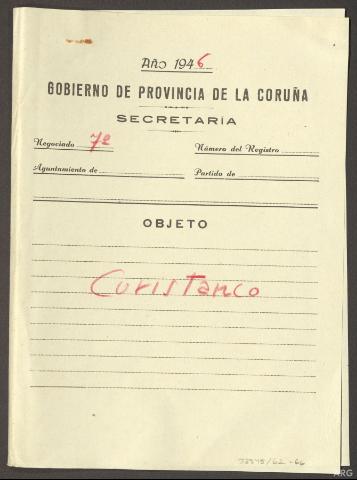 Año 1946
GOBIERNO DE PROVINCIA DE LA CORUÑA
SECRETARÍA
Negociado 7º Número del Registro
Ayuntamiento de Partido de
OBJETO
Coristanco
ARG